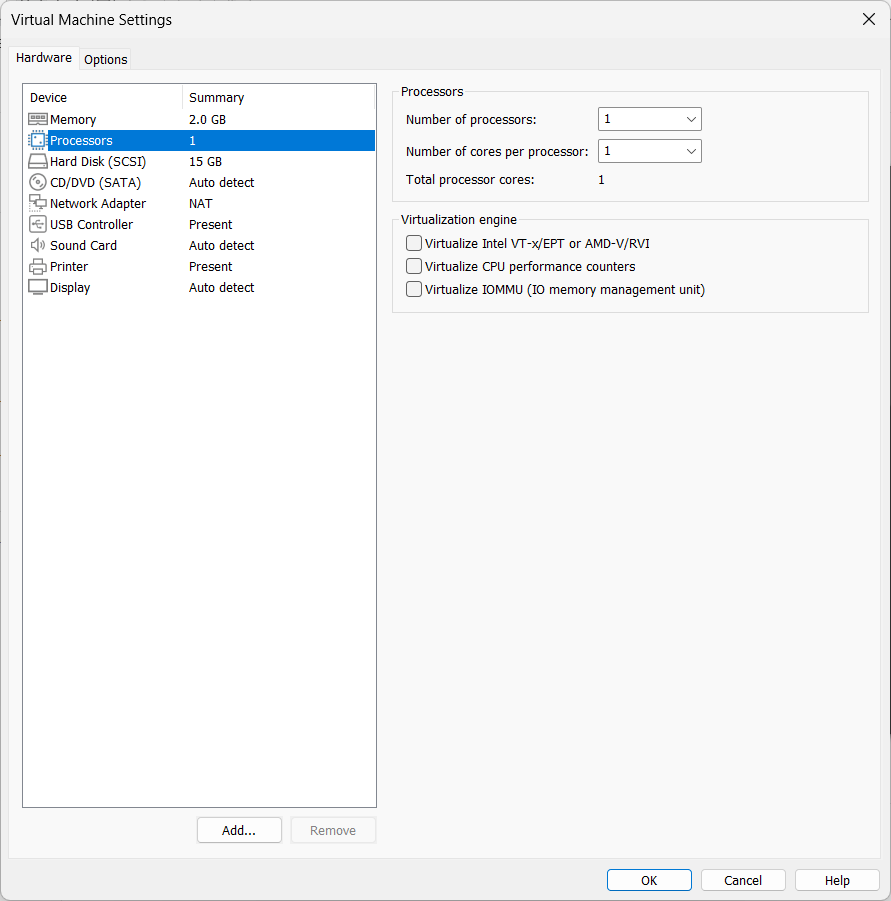 Virtual Machine Settings
Hardware Options
Device Summary
Memory 2.0 GB
Processors 1
Hard Disk (SCSI) 15 GB
CD/DVD (SATA) Auto detect
Network Adapter NAT
USB Controller Present
Sound Card Auto detect
Printer Present
Display Auto detect
Add... Remove
Processors
Number of processors: 1
Number of cores per processor: 1
Total processor cores: 1
Virtualization engine
Virtualize Intel VT-x/EPT or AMD-V/RVI
Virtualize CPU performance counters
Virtualize IOMMU (IO memory management unit)
OK Cancel Help